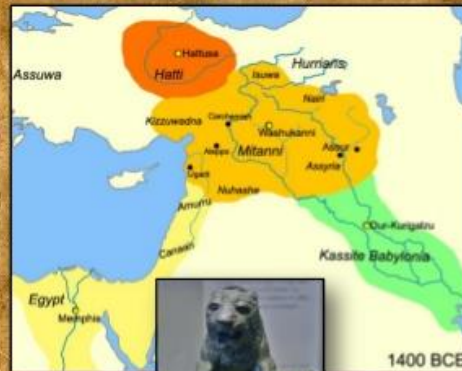 Hattusa
Hatti
Assuwa
Hurrians
Isuwa
Nairi
Kizzuwadna
Carchemish
Washukanni
Mitanni
Assur
Aleppo
Assyria
Ugarit
Nuhashe
Amurru
Dur-Kurigalzu
Canaan
Kassite Babylonia
Egypt
Memphis
1400 BCE